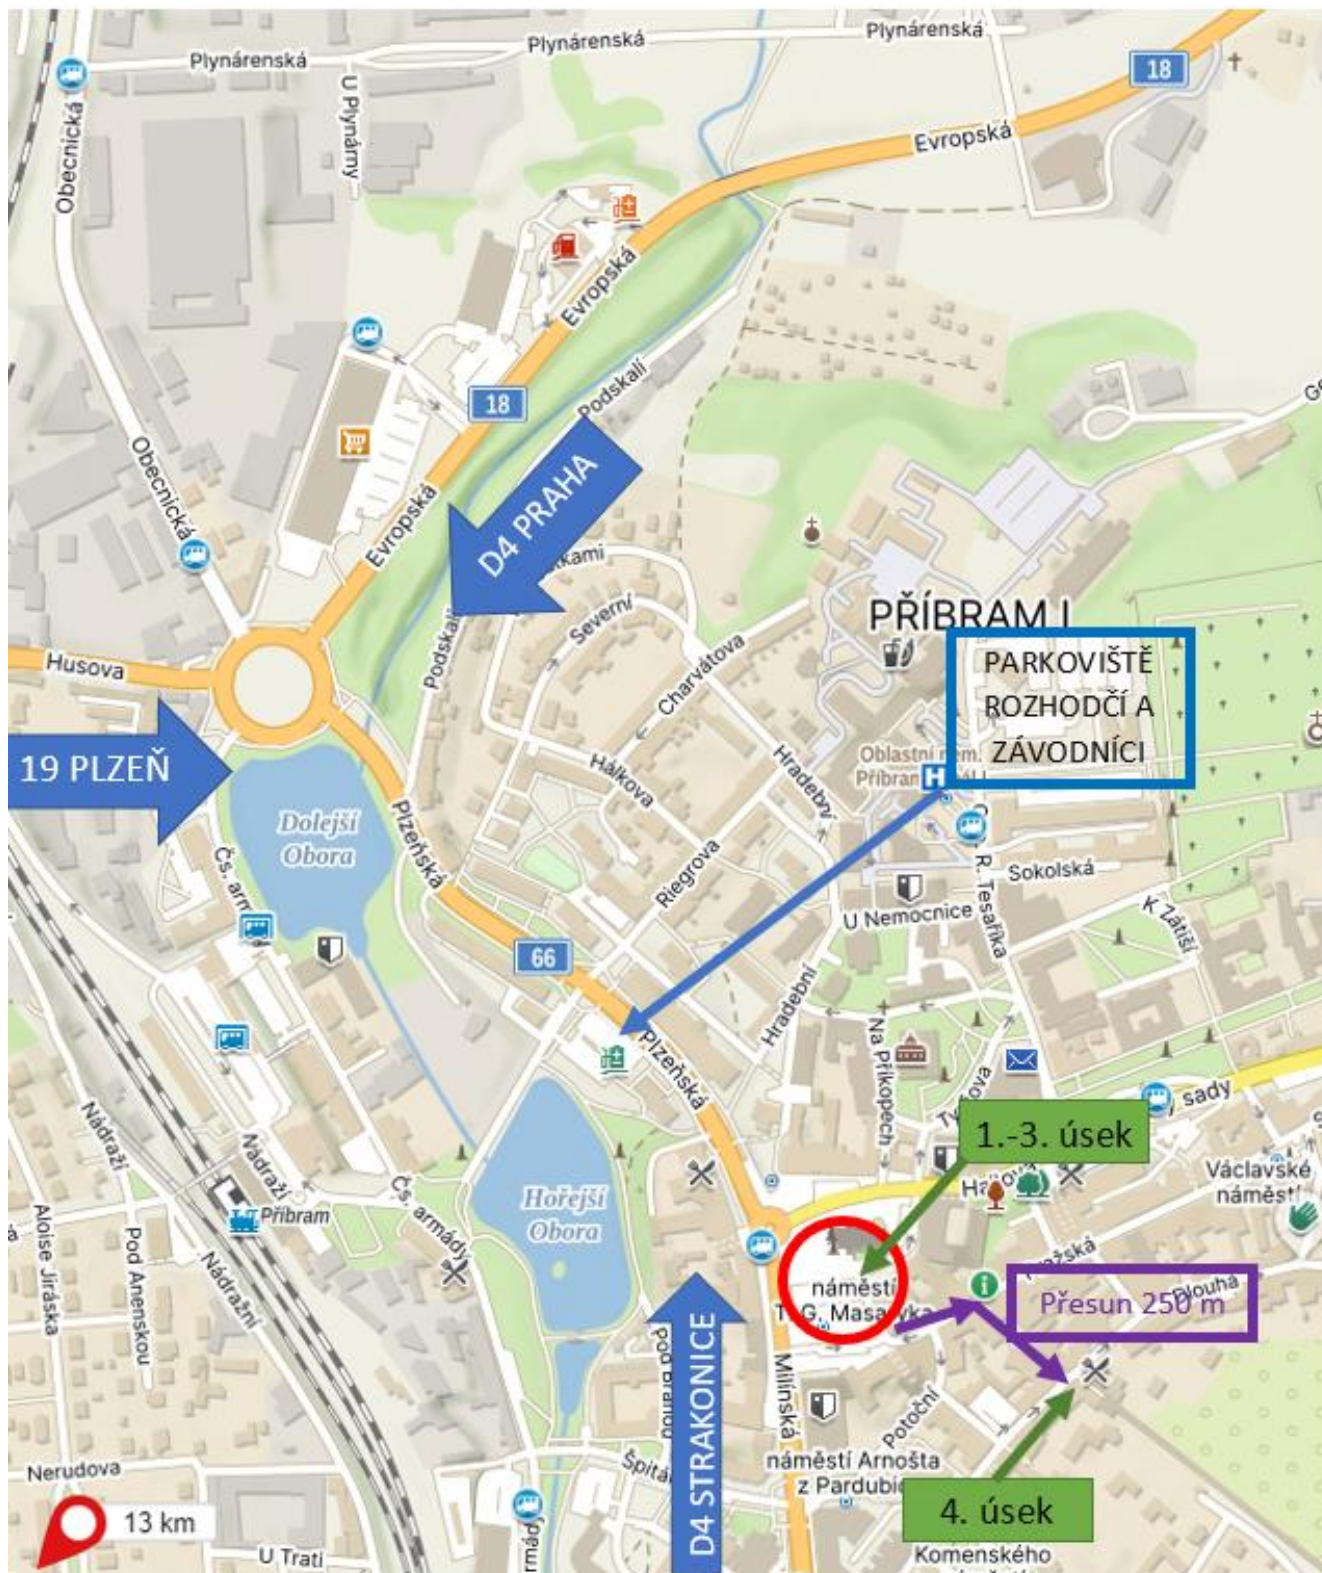 Plynárenská
Plynárenská
Plynárenská
18
U Plynárny
Evropská
Obecnická
Evropská
18
Podskalí
Obecnická
Evropská
D4 PRAHA
Severní
PŘÍBRAM I
Podskalí
Charvátova
Husova
PARKOVIŠTĚ
ROZHODČÍ A
ZÁVODNÍCI
19 PLZEŇ
Hálkova
Hradební
Oblastní nem.
H
Dolejší
Obora
Plzeňská
Riegrova
Sokolská
R. Tesaříka
U Nemocnice
K Zátiší
66
Hradební
Na Příkopech
Plzeňská
sady
1.-3. úsek
Nádraží
Nádraží
Příbram
Čs. armády
Hořejší
Obora
Václavské
náměstí
Aloise Jiráska
Pod Anenskou
Nádražní
náměstí
T. G. Masaryka
i
Přesun 250 m
Dlouhá
D4 STRAKONICE
Milínská
Potoční
náměstí Arnošta
z Pardubic
Nerudova
13 km
4. úsek
U Trati
Komenského